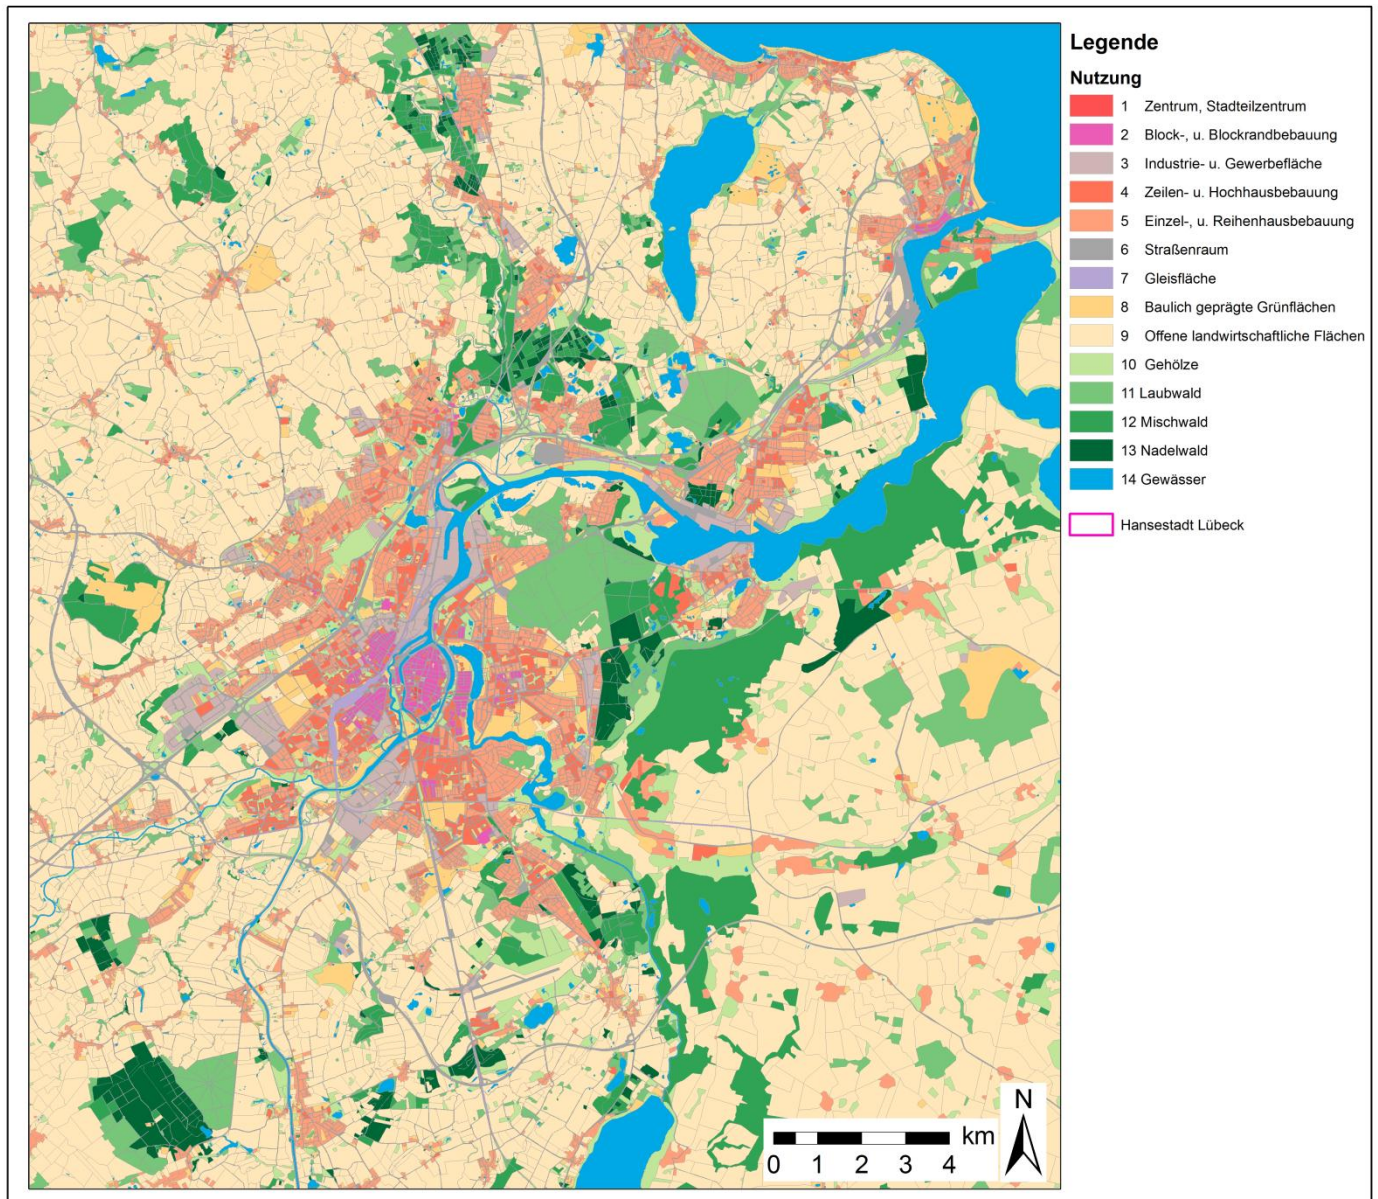 Legende
Nutzung
1 Zentrum, Stadteilzentrum
2 Block-, u. Blockrandbebauung
3 Industrie- u. Gewerbefläche
4 Zeilen- u. Hochhausbebauung
5 Einzel-, u. Reihenhausbebauung
6 Straßenraum
7 Gleisfläche
8 Baulich geprägte Grünflächen
9 Offene landwirtschaftliche Flächen
10 Gehölze
11 Laubwald
12 Mischwald
13 Nadelwald
14 Gewässer
Hansestadt Lübeck
N
km
0 1 2 3 4